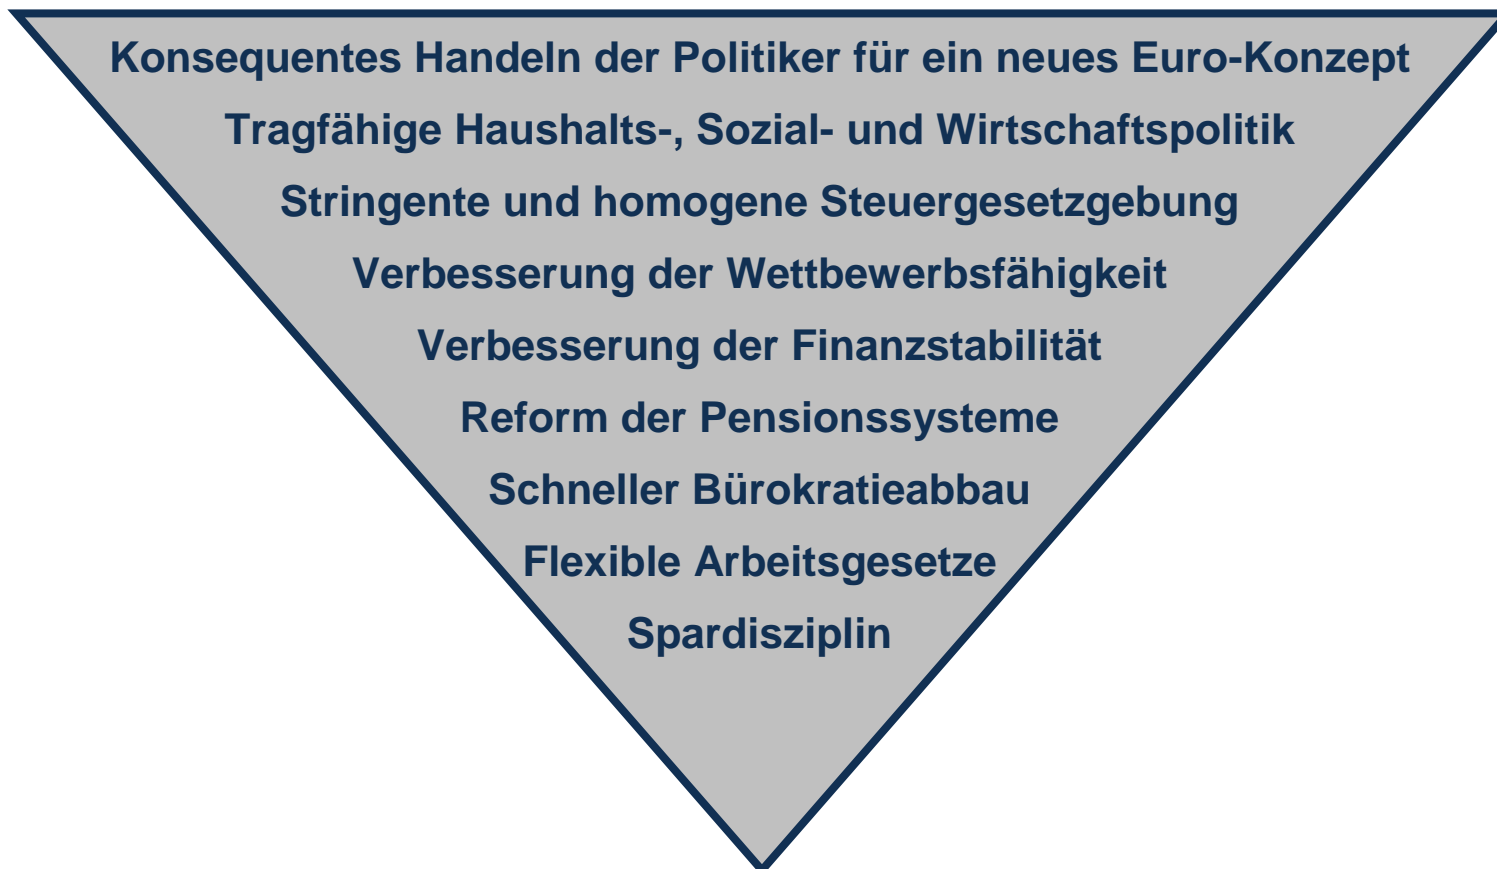 Konsequentes Handeln der Politiker für ein neues Euro-Konzept
Tragfähige Haushalts-, Sozial- und Wirtschaftspolitik
Stringente und homogene Steuergesetzgebung
Verbesserung der Wettbewerbsfähigkeit
Verbesserung der Finanzstabilität
Reform der Pensionssysteme
Schneller Bürokratieabbau
Flexible Arbeitsgesetze
Spardisziplin